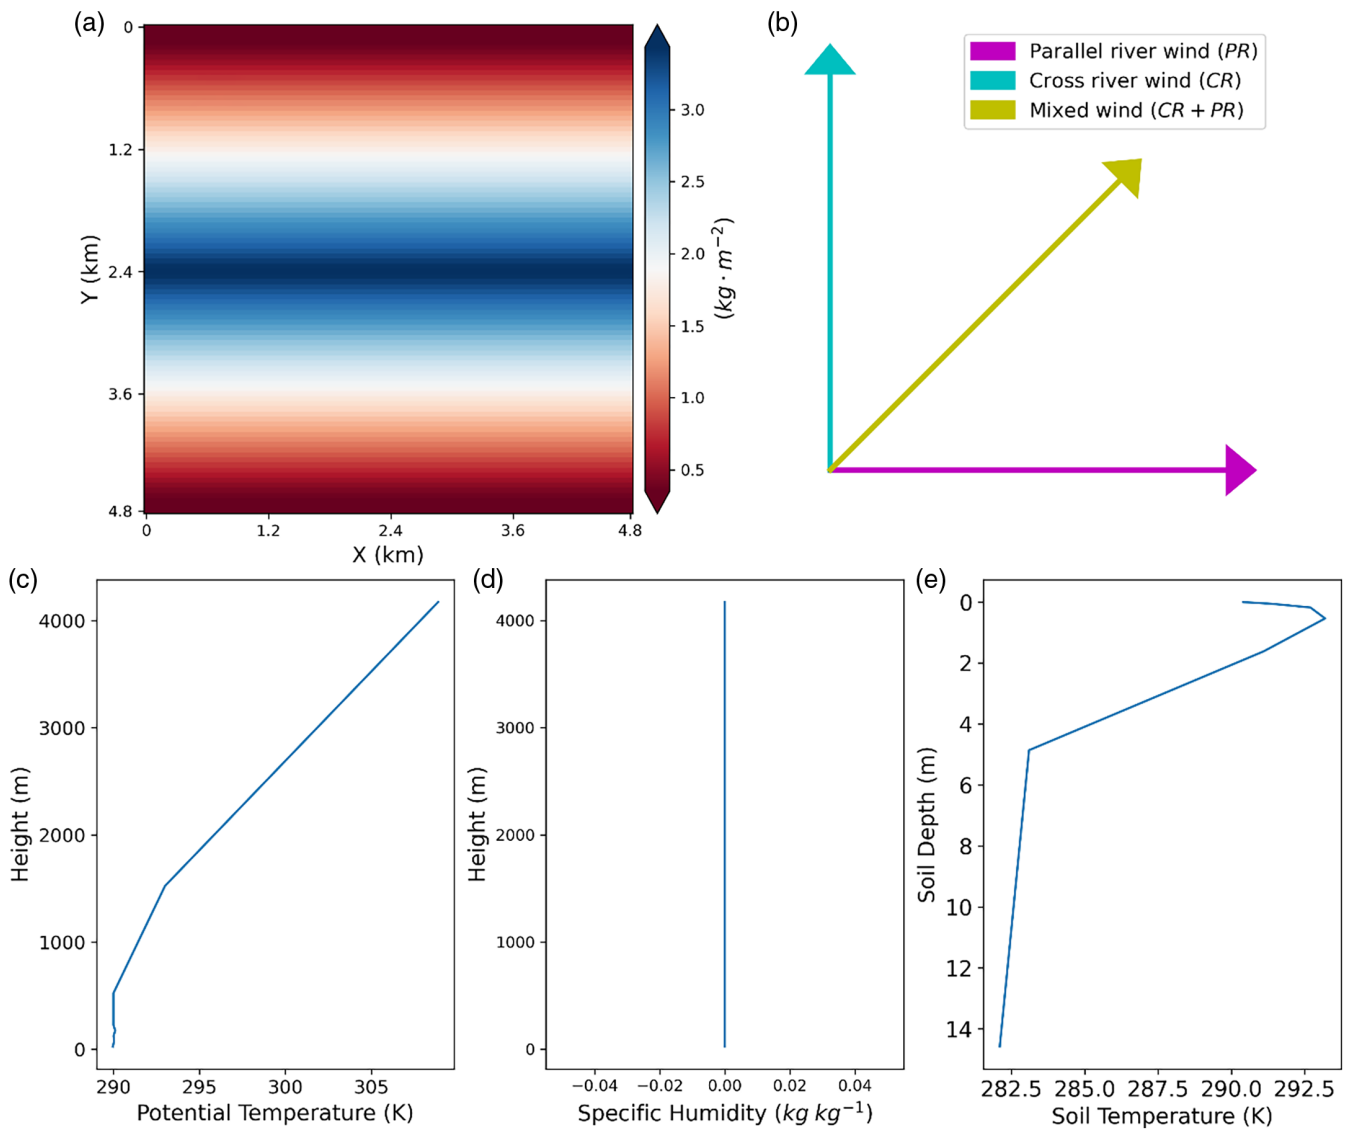 (a)
0
1.2
2.4
3.6
4.8
Y (km)
0
1.2
2.4
3.6
4.8
X (km)
3.0
2.5
2.0
1.5
1.0
0.5
(kg · m⁻²)
(b)
Parallel river wind (PR)
Cross river wind (CR)
Mixed wind (CR + PR)
(c)
4000
3000
2000
1000
0
Height (m)
290
295
300
305
Potential Temperature (K)
(d)
4000
3000
2000
1000
0
Height (m)
−0.04
−0.02
0.00
0.02
0.04
Specific Humidity (kg kg⁻¹)
(e)
0
2
4
6
8
10
12
14
Soil Depth (m)
282.5
285.0
287.5
290.0
292.5
Soil Temperature (K)